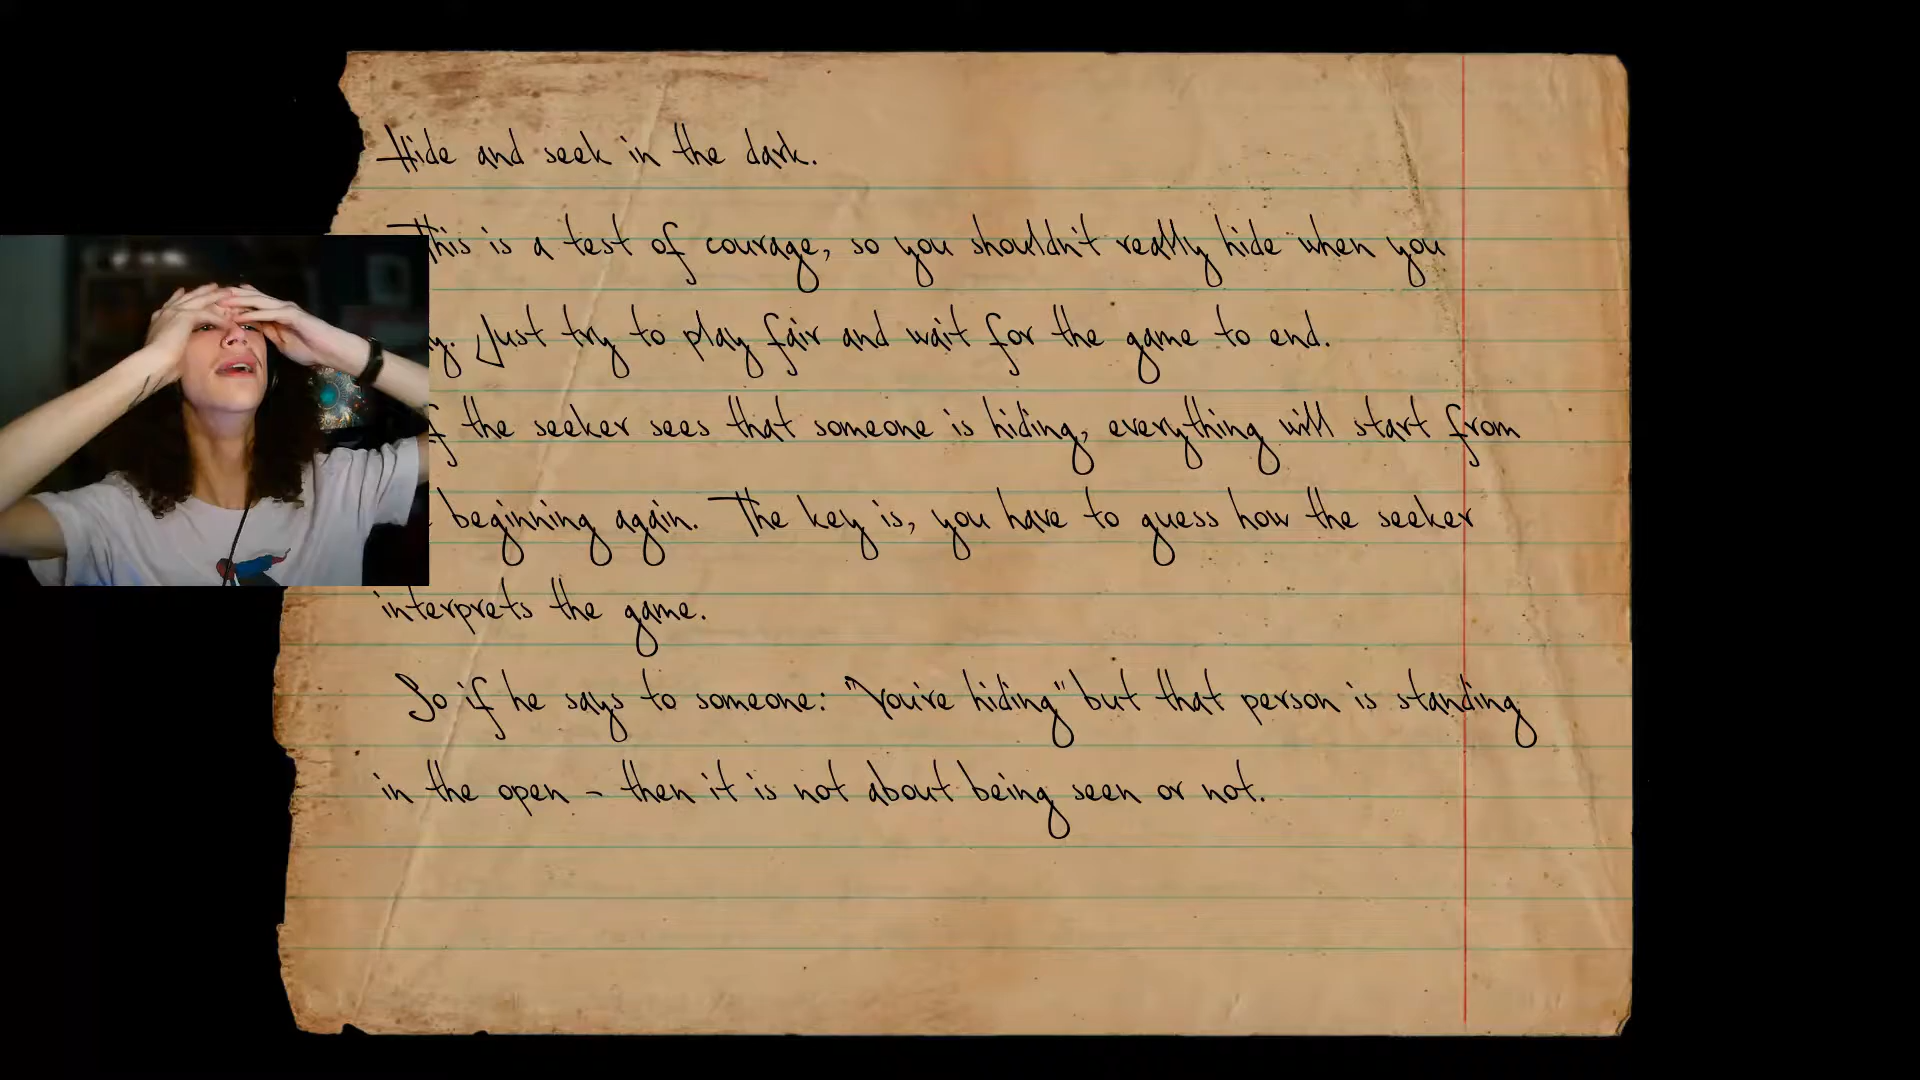 Hide and seek in the dark.
This is a test of courage, so you shouldn't really hide when you
Just try to play fair and wait for the game to end.
the seeker sees that someone is hiding, everything will start from
beginning again. The key is, you have to guess how the seeker
interprets the game.
So if he says to someone: "You're hiding" but that person is standing
in the open - then it is not about being seen or not.